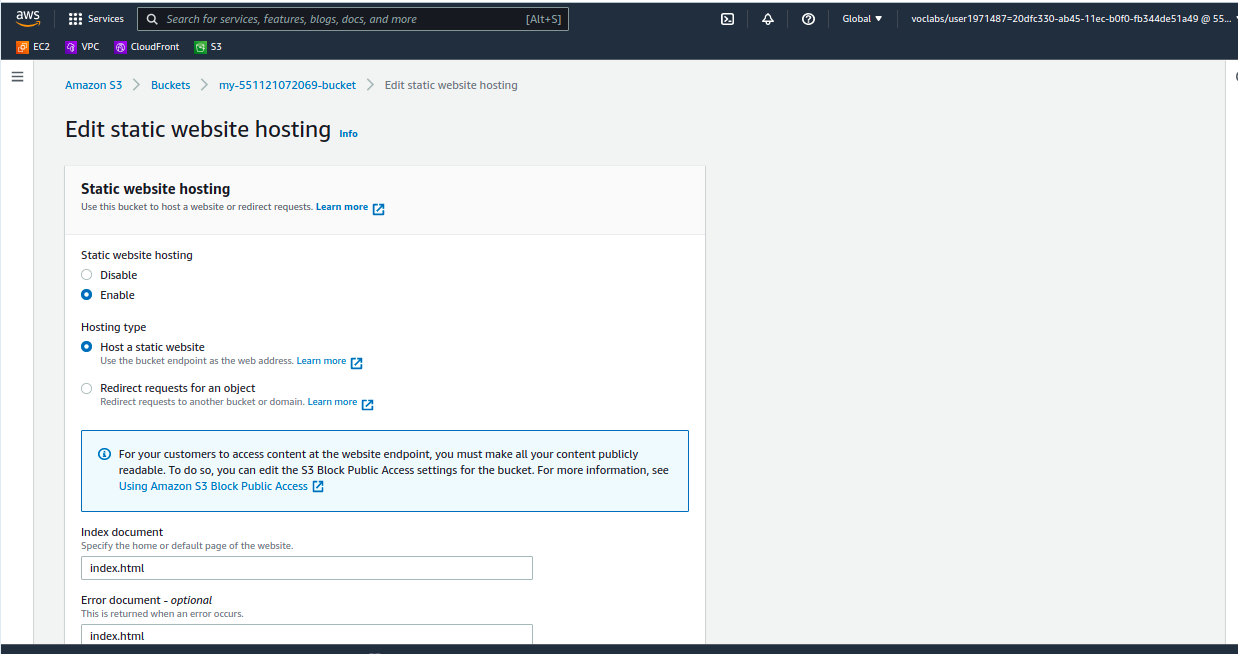 aws
Services
Search for services, features, blogs, docs, and more [Alt+S]
Global ▼
voclabs/user1971487=20dfc330-ab45-11ec-b0f0-fb344de51a49 @ 55...
EC2 VPC CloudFront S3
Amazon S3 > Buckets > my-551121072069-bucket > Edit static website hosting
Edit static website hosting Info
Static website hosting
Use this bucket to host a website or redirect requests. Learn more
Static website hosting
Disable
Enable
Hosting type
Host a static website
Use the bucket endpoint as the web address. Learn more
Redirect requests for an object
Redirect requests to another bucket or domain. Learn more
For your customers to access content at the website endpoint, you must make all your content publicly
readable. To do so, you can edit the S3 Block Public Access settings for the bucket. For more information, see
Using Amazon S3 Block Public Access
Index document
Specify the home or default page of the website.
index.html
Error document - optional
This is returned when an error occurs.
index.html